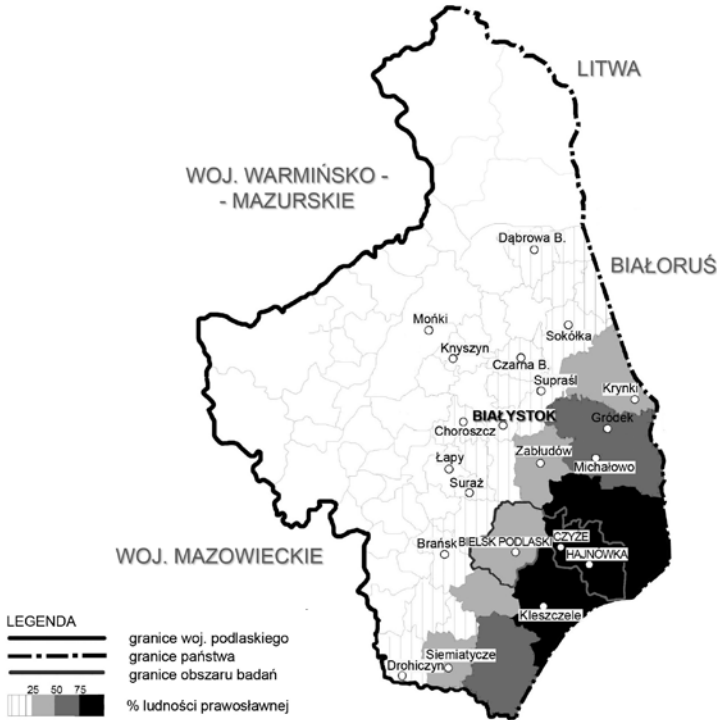 LITWA
WOJ. WARMIŃSKO -
- MAZURSKIE
Dąbrowa B.
BIAŁORUŚ
Mońki
Sokółka
Knyszyn
Czarna B.
Supraśl
Krynki
BIAŁYSTOK
Choroszcz
Gródek
Zabłudów
Łapy
Michałowo
Suraż
WOJ. MAZOWIECKIE
Brańsk
BIELSK PODLASKI
CZYŻE
HAJNÓWKA
Kleszczele
Siemiatycze
Drohiczyn
LEGENDA
granice woj. podlaskiego
granice państwa
granice obszaru badań
25 50 75
% ludności prawosławnej